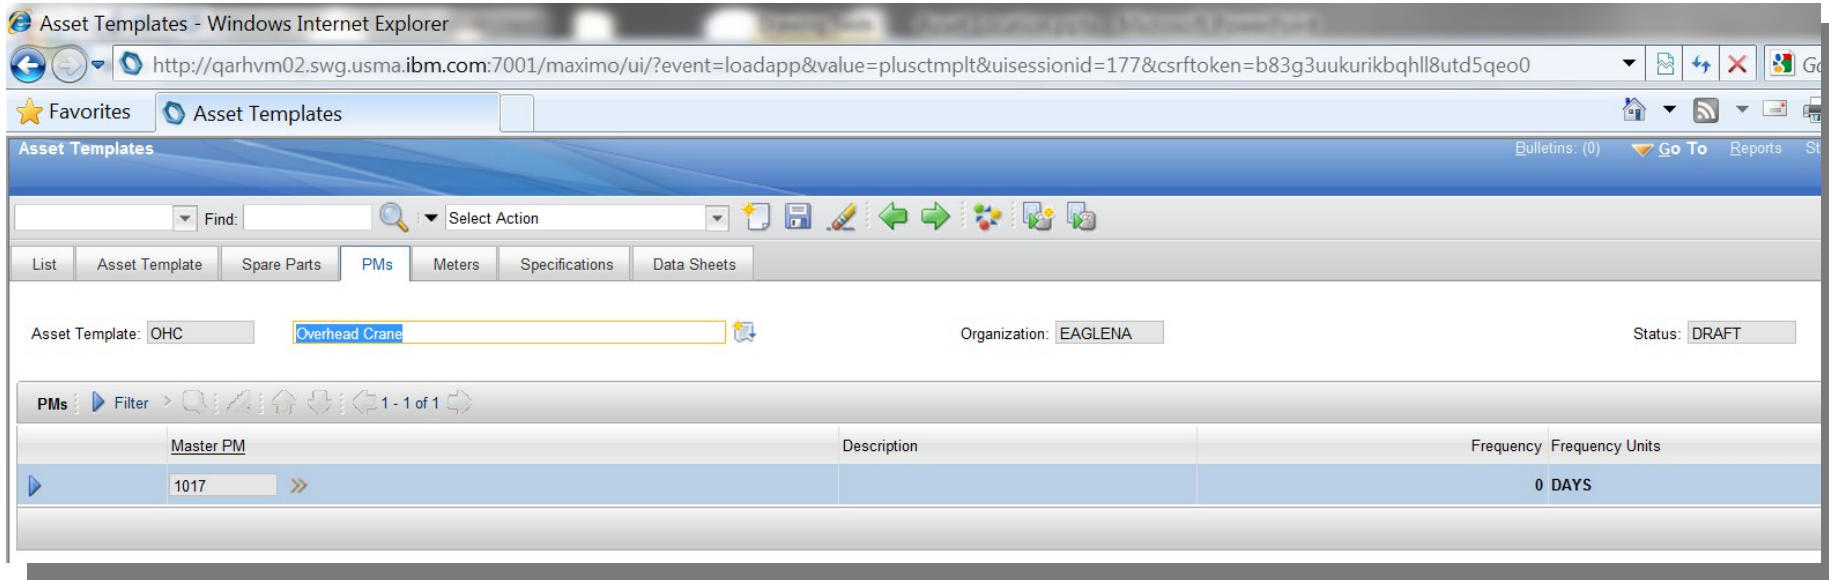 Asset Templates - Windows Internet Explorer
http://qarhvm02.swg.usma.ibm.com:7001/maximo/ui/?event=loadapp&value=plusctmplt&uisessionid=177&csrftoken=b83g3uukurikbqhll8utd5qeo0
Favorites Asset Templates
Asset Templates Bulletins: (0) Go To Reports
Find: Select Action
List Asset Template Spare Parts PMs Meters Specifications Data Sheets
Asset Template: OHC Overhead Crane Organization: EAGLENA Status: DRAFT
PMs Filter 1 - 1 of 1
Master PM Description Frequency Frequency Units
1017 0 DAYS